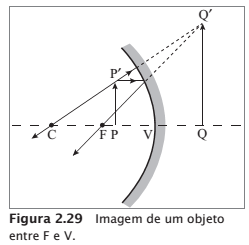 Q′
P′
C F P V Q
Figura 2.29 Imagem de um objeto
entre F e V.